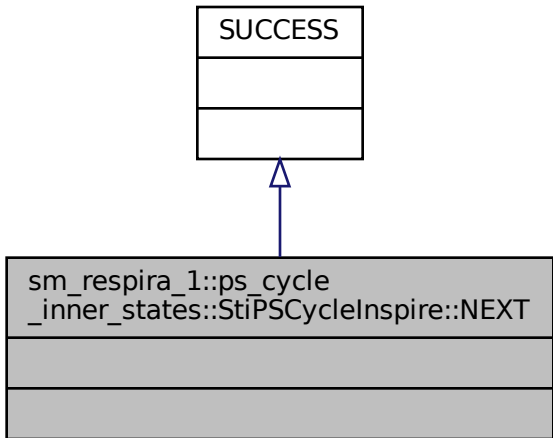 SUCCESS
sm_respira_1::ps_cycle
_inner_states::StiPSCycleInspire::NEXT